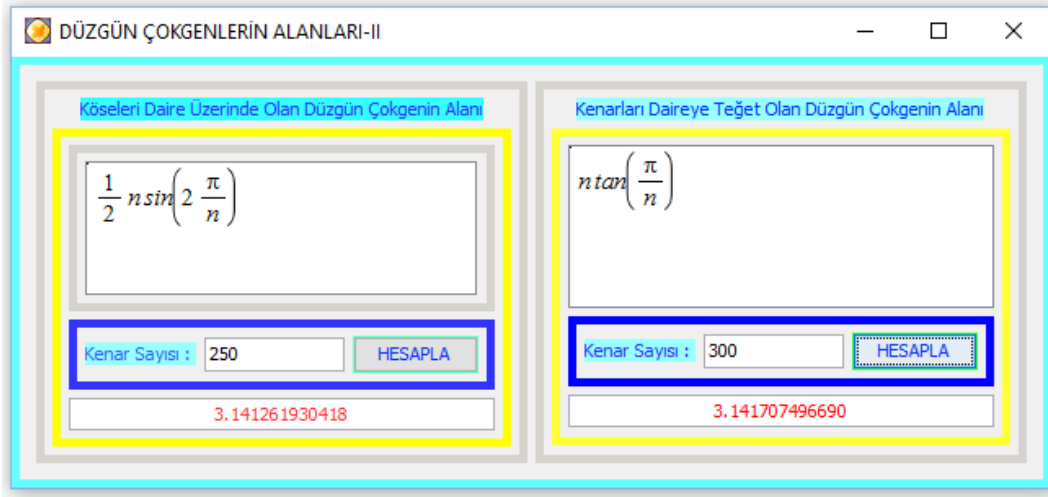 DÜZGÜN ÇOKGENLERİN ALANLARI-II
Köseleri Daire Üzerinde Olan Düzgün Çokgenin Alanı
1/2 n sin(2 π/n)
Kenar Sayısı : 250 HESAPLA
3.141261930418
Kenarları Daireye Teğet Olan Düzgün Çokgenin Alanı
n tan(π/n)
Kenar Sayısı : 300 HESAPLA
3.141707496690